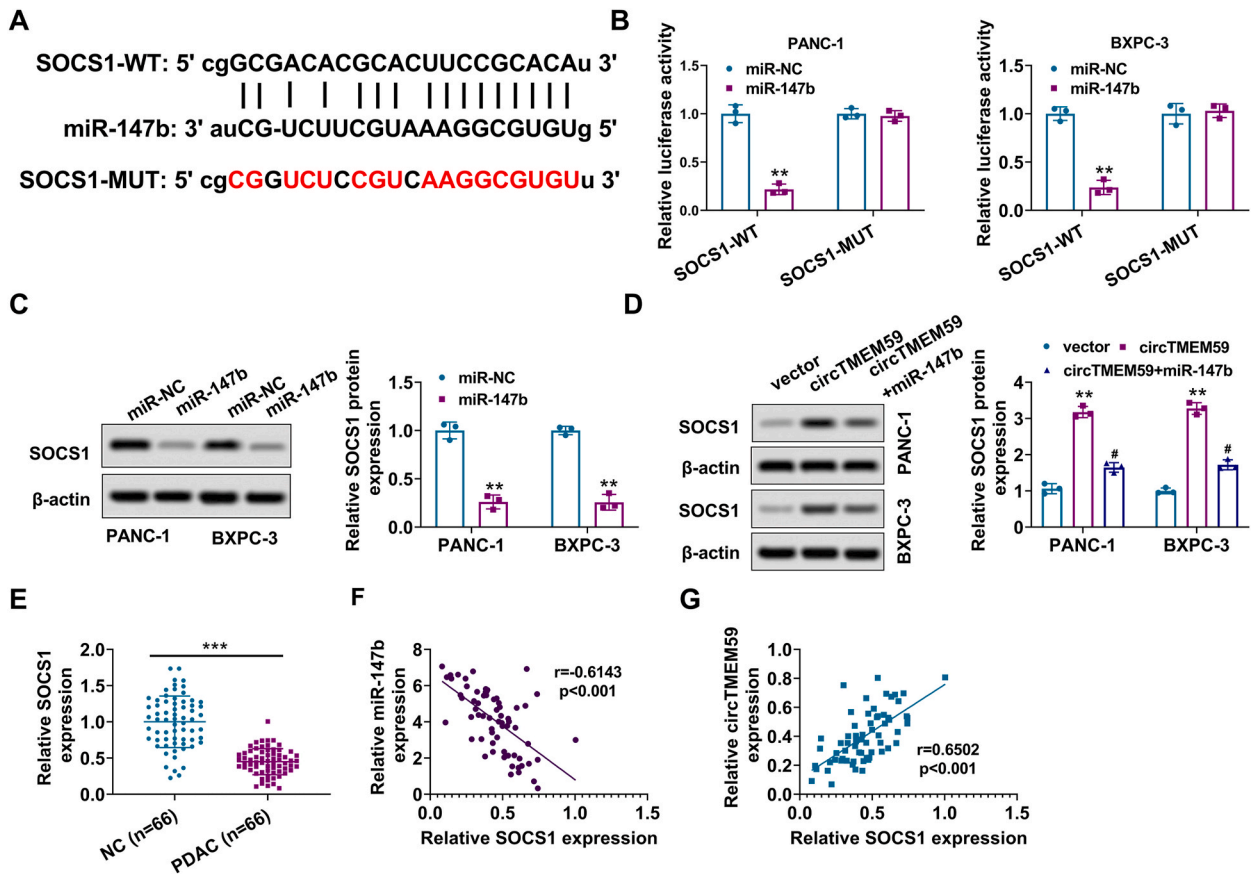 A
SOCS1-WT: 5' cgGCGACACGCACUUCCGCACAu 3'
miR-147b: 3' auCG-UCUUCGUAAAGGCGUGUg 5'
SOCS1-MUT: 5' cgCGGUCUCCGUCAAGGCGUGUu 3'
B
PANC-1
miR-NC
miR-147b
Relative luciferase activity
1.5
1.0
0.5
0.0
**
SOCS1-WT
SOCS1-MUT
BXPC-3
miR-NC
miR-147b
Relative luciferase activity
1.5
1.0
0.5
0.0
**
SOCS1-WT
SOCS1-MUT
C
miR-NC
miR-147b
miR-NC
miR-147b
SOCS1
β-actin
PANC-1
BXPC-3
Relative SOCS1 protein
expression
miR-NC
miR-147b
1.5
1.0
0.5
0.0
**
**
PANC-1
BXPC-3
D
vector
circTMEM59
circTMEM59
+miR-147b
SOCS1
β-actin
PANC-1
SOCS1
β-actin
BXPC-3
vector
circTMEM59
circTMEM59+miR-147b
Relative SOCS1 protein
expression
4
3
2
1
0
**
#
**
#
PANC-1
BXPC-3
E
Relative SOCS1
expression
2.0
1.5
1.0
0.5
0.0
***
NC (n=66)
PDAC (n=66)
F
Relative miR-147b
expression
8
6
4
2
0
r=-0.6143
p<0.001
0.0
0.5
1.0
1.5
Relative SOCS1 expression
G
Relative circTMEM59
expression
1.0
0.8
0.6
0.4
0.2
0.0
r=0.6502
p<0.001
0.0
0.5
1.0
1.5
Relative SOCS1 expression